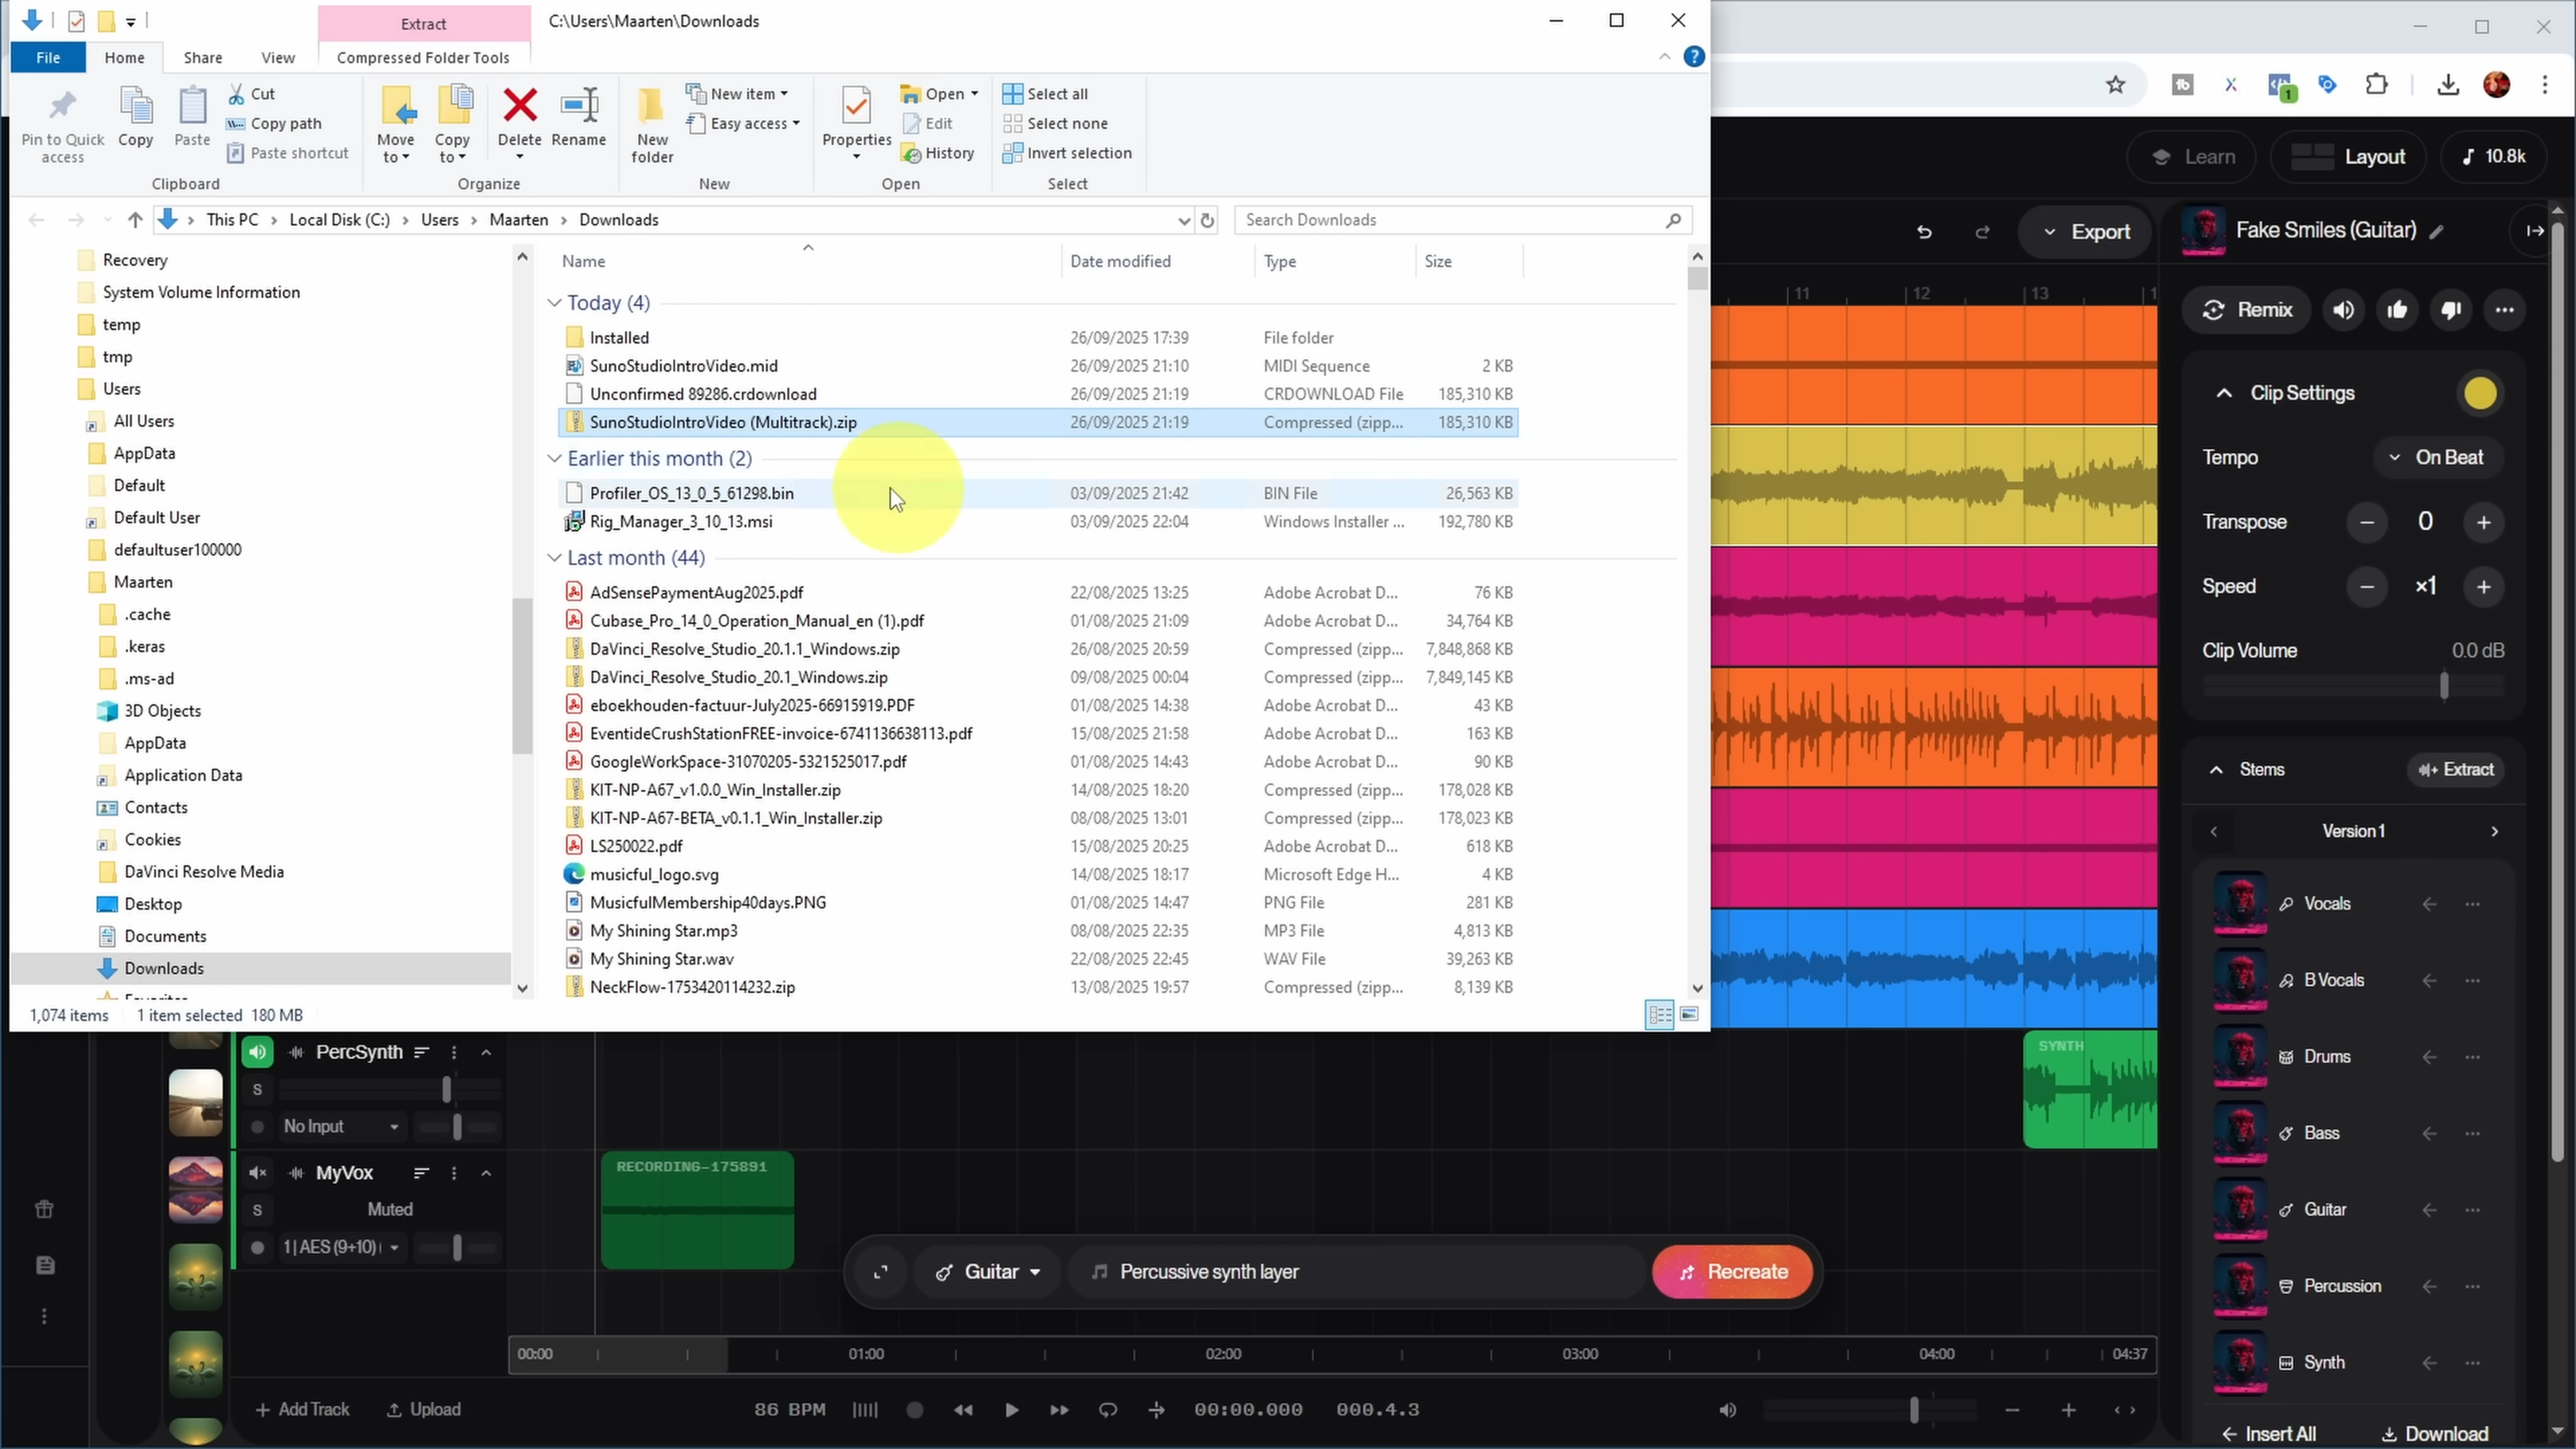 Extract
C:\Users\Maarten\Downloads
File
Home
Share
View
Compressed Folder Tools
Pin to Quick access
Copy
Paste
Cut
Copy path
Paste shortcut
Clipboard
Move to
Copy to
Delete
Rename
Organize
New folder
New item
Easy access
New
Properties
Open
Edit
History
Open
Select all
Select none
Invert selection
Select
This PC > Local Disk (C:) > Users > Maarten > Downloads
Search Downloads
Recovery
System Volume Information
temp
tmp
Users
All Users
AppData
Default
Default User
defaultuser100000
Maarten
.cache
.keras
.ms-ad
3D Objects
AppData
Application Data
Contacts
Cookies
DaVinci Resolve Media
Desktop
Documents
Downloads
Name Date modified Type Size
Today (4)
Installed 26/09/2025 17:39 File folder
SunoStudioIntroVideo.mid 26/09/2025 21:10 MIDI Sequence 2 KB
Unconfirmed 89286.crdownload 26/09/2025 21:19 CRDOWNLOAD File 185,310 KB
SunoStudioIntroVideo (Multitrack).zip 26/09/2025 21:19 Compressed (zipp... 185,310 KB
Earlier this month (2)
Profiler_OS_13_0_5_61298.bin 03/09/2025 21:42 BIN File 26,563 KB
Rig_Manager_3_10_13.msi 03/09/2025 22:04 Windows Installer ... 192,780 KB
Last month (44)
AdSensePaymentAug2025.pdf 22/08/2025 13:25 Adobe Acrobat D... 76 KB
Cubase_Pro_14_0_Operation_Manual_en (1).pdf 01/08/2025 21:09 Adobe Acrobat D... 34,764 KB
DaVinci_Resolve_Studio_20.1.1_Windows.zip 26/08/2025 20:59 Compressed (zipp... 7,848,868 KB
DaVinci_Resolve_Studio_20.1_Windows.zip 09/08/2025 00:04 Compressed (zipp... 7,849,145 KB
eboekhouden-factuur-July2025-66915919.PDF 01/08/2025 14:38 Adobe Acrobat D... 43 KB
EventideCrushStationFREE-invoice-6741136638113.pdf 15/08/2025 21:58 Adobe Acrobat D... 163 KB
GoogleWorkSpace-31070205-5321525017.pdf 01/08/2025 14:43 Adobe Acrobat D... 90 KB
KIT-NP-A67_v1.0.0_Win_Installer.zip 14/08/2025 18:20 Compressed (zipp... 178,028 KB
KIT-NP-A67-BETA_v0.1.1_Win_Installer.zip 08/08/2025 13:01 Compressed (zipp... 178,023 KB
LS250022.pdf 15/08/2025 20:25 Adobe Acrobat D... 618 KB
musicful_logo.svg 14/08/2025 18:17 Microsoft Edge H... 4 KB
MusicfulMembership40days.PNG 01/08/2025 14:47 PNG File 281 KB
My Shining Star.mp3 08/08/2025 22:35 MP3 File 4,813 KB
My Shining Star.wav 22/08/2025 22:45 WAV File 39,263 KB
NeckFlow-1753420114232.zip 13/08/2025 19:57 Compressed (zipp... 8,139 KB
1,074 items 1 item selected 180 MB
1
Learn
Layout
10.8k
Export
Fake Smiles (Guitar)
11 12 13 1
Remix
Clip Settings
Tempo On Beat
Transpose 0
Speed ×1
Clip Volume 0.0 dB
Stems
Extract
Version 1
Vocals
B Vocals
Drums
Bass
Guitar
Percussion
Synth
Insert All
Download
PercSynth
S
No Input
SYNTH
MyVox
S
Muted
1 | AES (9+10) (
RECORDING-175891
Guitar
Percussive synth layer
Recreate
00:00 01:00 02:00 03:00 04:00 04:37
Add Track
Upload
86 BPM
00:00.000
000.4.3